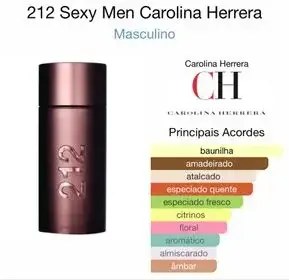 212 Sexy Men Carolina Herrera
Masculino
Carolina Herrera
CH
CAROLINA HERRERA
Principais Acordes
212
baunilha
amadeirado
atalcado
especiado quente
especiado fresco
citrinos
floral
aromático
almiscarado
âmbar